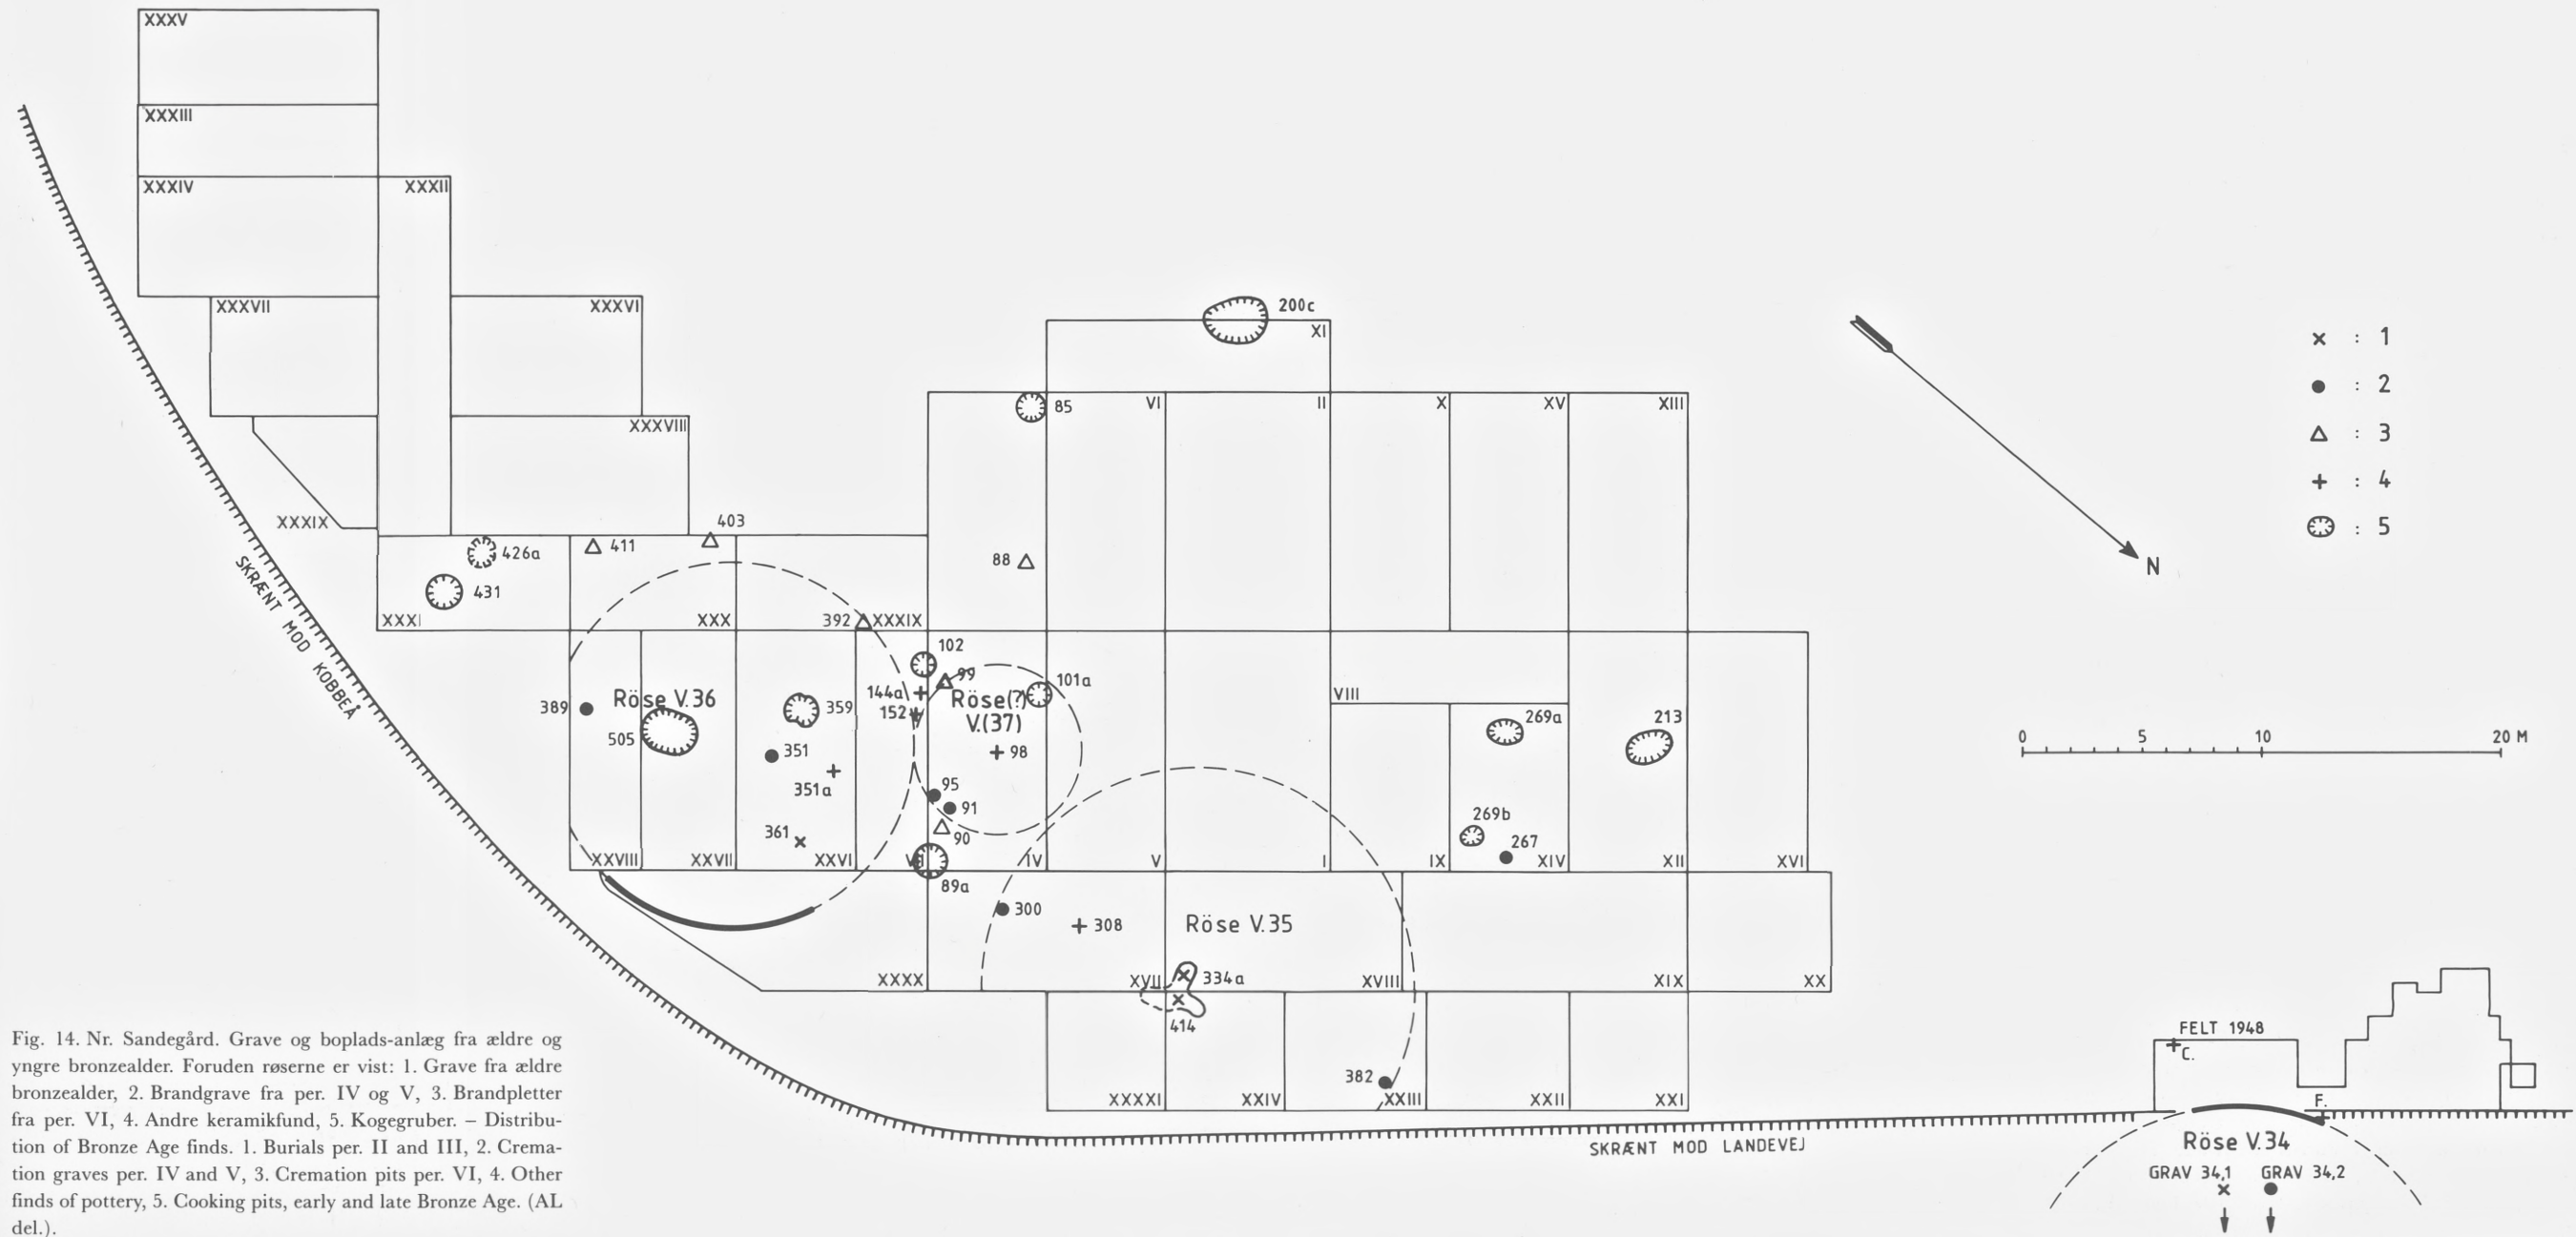 XXXV
XXXIII
XXXIV
XXXII
XXXVII
XXXVI
XXXVIII
XXXIX
200c
XI
85
VI
II
X
XV
XIII
× : 1
● : 2
△ : 3
+ : 4
: 5
N
403
426a
411
431
88
XXXI
XXX
392
XXXIX
SKRÆNT MOD KOBBEÅ
102
99
101a
144a
152
Röse(?)
V.(37)
98
389
Röse V.36
505
359
351
351a
361
95
91
90
89a
VIII
269a
213
269b
267
0 5 10 20 M
XXVIII
XXVII
XXVI
IV
V
I
IX
XIV
XII
XVI
300
308
Röse V.35
XXXX
XVII
334a
XVIII
XIX
XX
414
382
XXXXI
XXIV
XXIII
XXII
XXI
SKRÆNT MOD LANDEVEJ
FELT 1948
C.
F.
Röse V.34
GRAV 34,1
GRAV 34,2
Fig. 14. Nr. Sandegård. Grave og boplads-anlæg fra ældre og
yngre bronzealder. Foruden røserne er vist: 1. Grave fra ældre
bronzealder, 2. Brandgrave fra per. IV og V, 3. Brandpletter
fra per. VI, 4. Andre keramikfund, 5. Kogegruber. – Distribu-
tion of Bronze Age finds. 1. Burials per. II and III, 2. Crema-
tion graves per. IV and V, 3. Cremation pits per. VI, 4. Other
finds of pottery, 5. Cooking pits, early and late Bronze Age. (AL
del.).